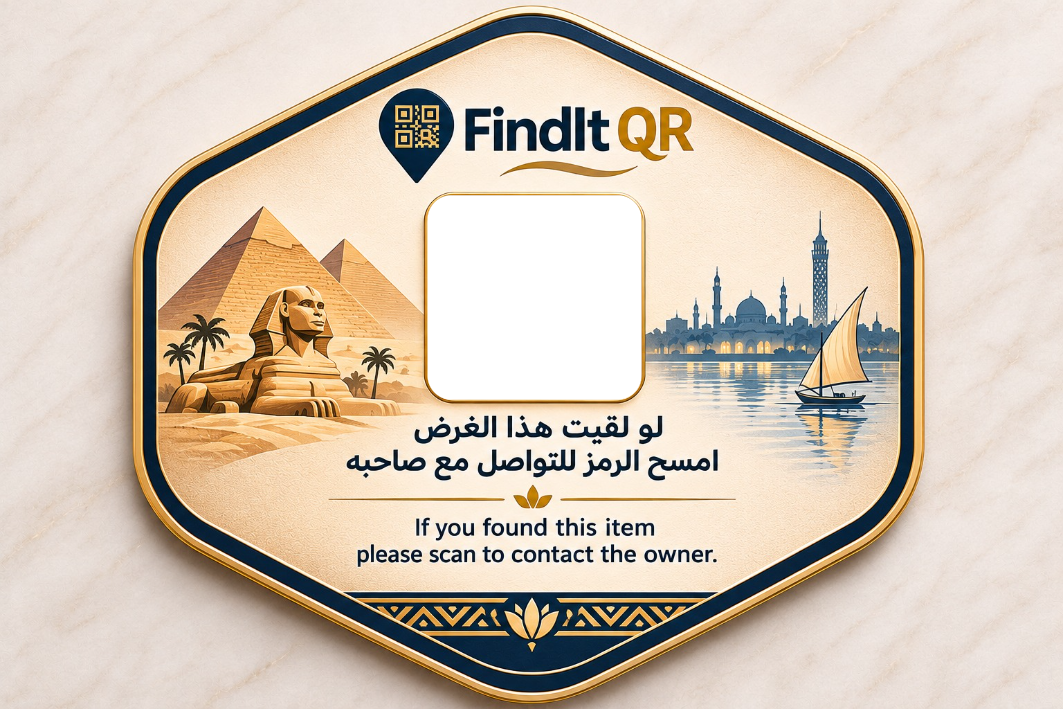 FindIt QR
لو لقيت هذا الغرض
امسح الرمز للتواصل مع صاحبه
If you found this item
please scan to contact the owner.